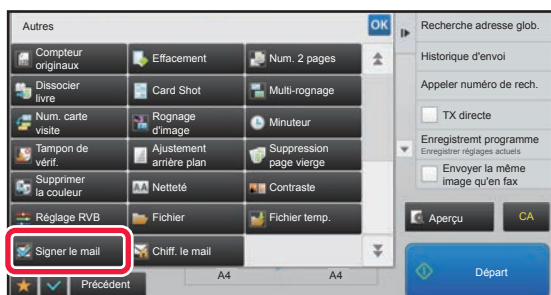 Autres
OK
Compteur
originaux
Effacement
Num. 2 pages
Dissocier
livre
Card Shot
Multi-rognage
Num. carte
visite
Rognage
d'image
Minuteur
Tampon de
vérif.
Ajustement
arrière plan
Suppression
page vierge
Supprimer
la couleur
Netteté
Contraste
Réglage RVB
Fichier
Fichier temp.
Signer le mail
Chiff. le mail
Précédent
A4
A4
Recherche adresse glob.
Historique d'envoi
Appeler numéro de rech.
TX directe
Enregistremt programme
Enregistrer réglages actuels
Envoyer la même
image qu'en fax
Aperçu
CA
Départ